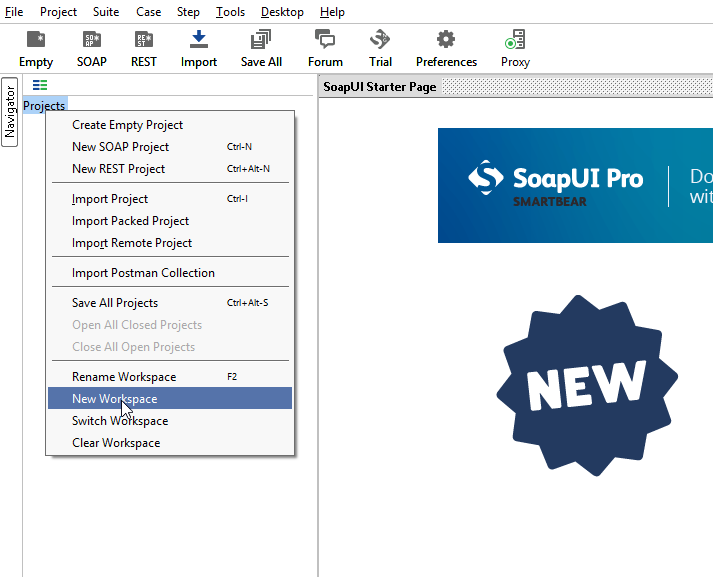 File Project Suite Case Step Tools Desktop Help
Empty SOAP REST Import Save All Forum Trial Preferences Proxy
Navigator
Projects
SoapUI Starter Page
Create Empty Project
New SOAP Project Ctrl-N
New REST Project Ctrl+Alt-N
Import Project Ctrl-I
Import Packed Project
Import Remote Project
Import Postman Collection
Save All Projects Ctrl+Alt-S
Open All Closed Projects
Close All Open Projects
Rename Workspace F2
New Workspace
Switch Workspace
Clear Workspace
SoapUI Pro
SMARTBEAR
Do
wit
NEW